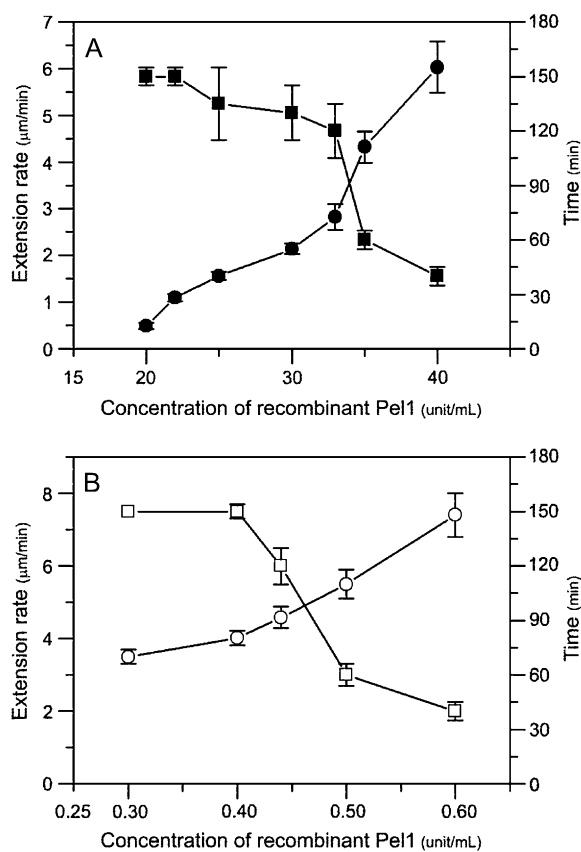 A
7
6
5
4
3
2
1
0
Extension rate (μm/min)
180
150
120
90
60
30
0
Time (min)
15 20 30 40
Concentration of recombinant Pel1 (unit/mL)
B
8
6
4
2
0
Extension rate (μm/min)
180
150
120
90
60
30
0
Time (min)
0.25 0.30 0.40 0.50 0.60
Concentration of recombinant Pel1 (unit/mL)